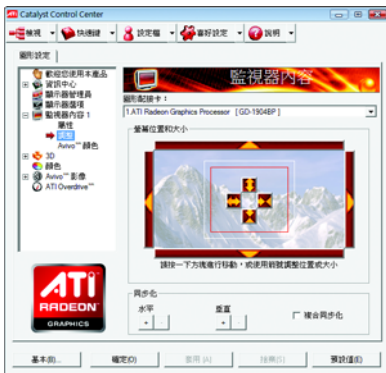 Catalyst Control Center
檢視 快速鍵 設定檔 喜好設定 說明
圖形設定
歡迎您使用本產品
資訊中心
顯示器管理員
顯示器選項
監視器內容 1
屬性
調整
Avivo™ 顏色
3D
顏色
Avivo™ 影像
ATI Overdrive™
監視器內容
圖形配接卡：
1.ATI Radeon Graphics Processor [ GD-1904BP ]
螢幕位置和大小
請按一下方塊進行移動，或使用箭號調整位置或大小
同步化
水平 垂直
+ - + -
複合同步化
ATI
RADEON
GRAPHICS
基本(B)... 確定(O) 套用 (A) 捨棄(S) 預設值(E)